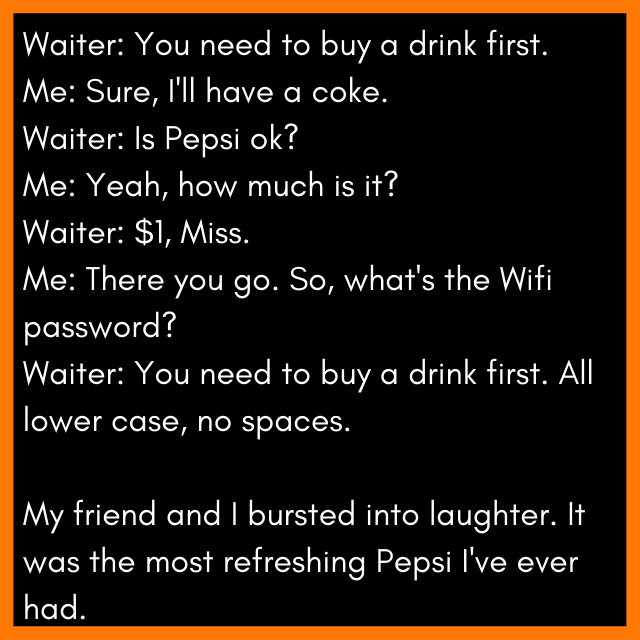 Waiter: You need to buy a drink first.
Me: Sure, I'll have a coke.
Waiter: Is Pepsi ok?
Me: Yeah, how much is it?
Waiter: $1, Miss.
Me: There you go. So, what's the Wifi
password?
Waiter: You need to buy a drink first. All
lower case, no spaces.
My friend and I bursted into laughter. It
was the most refreshing Pepsi I've ever
had.